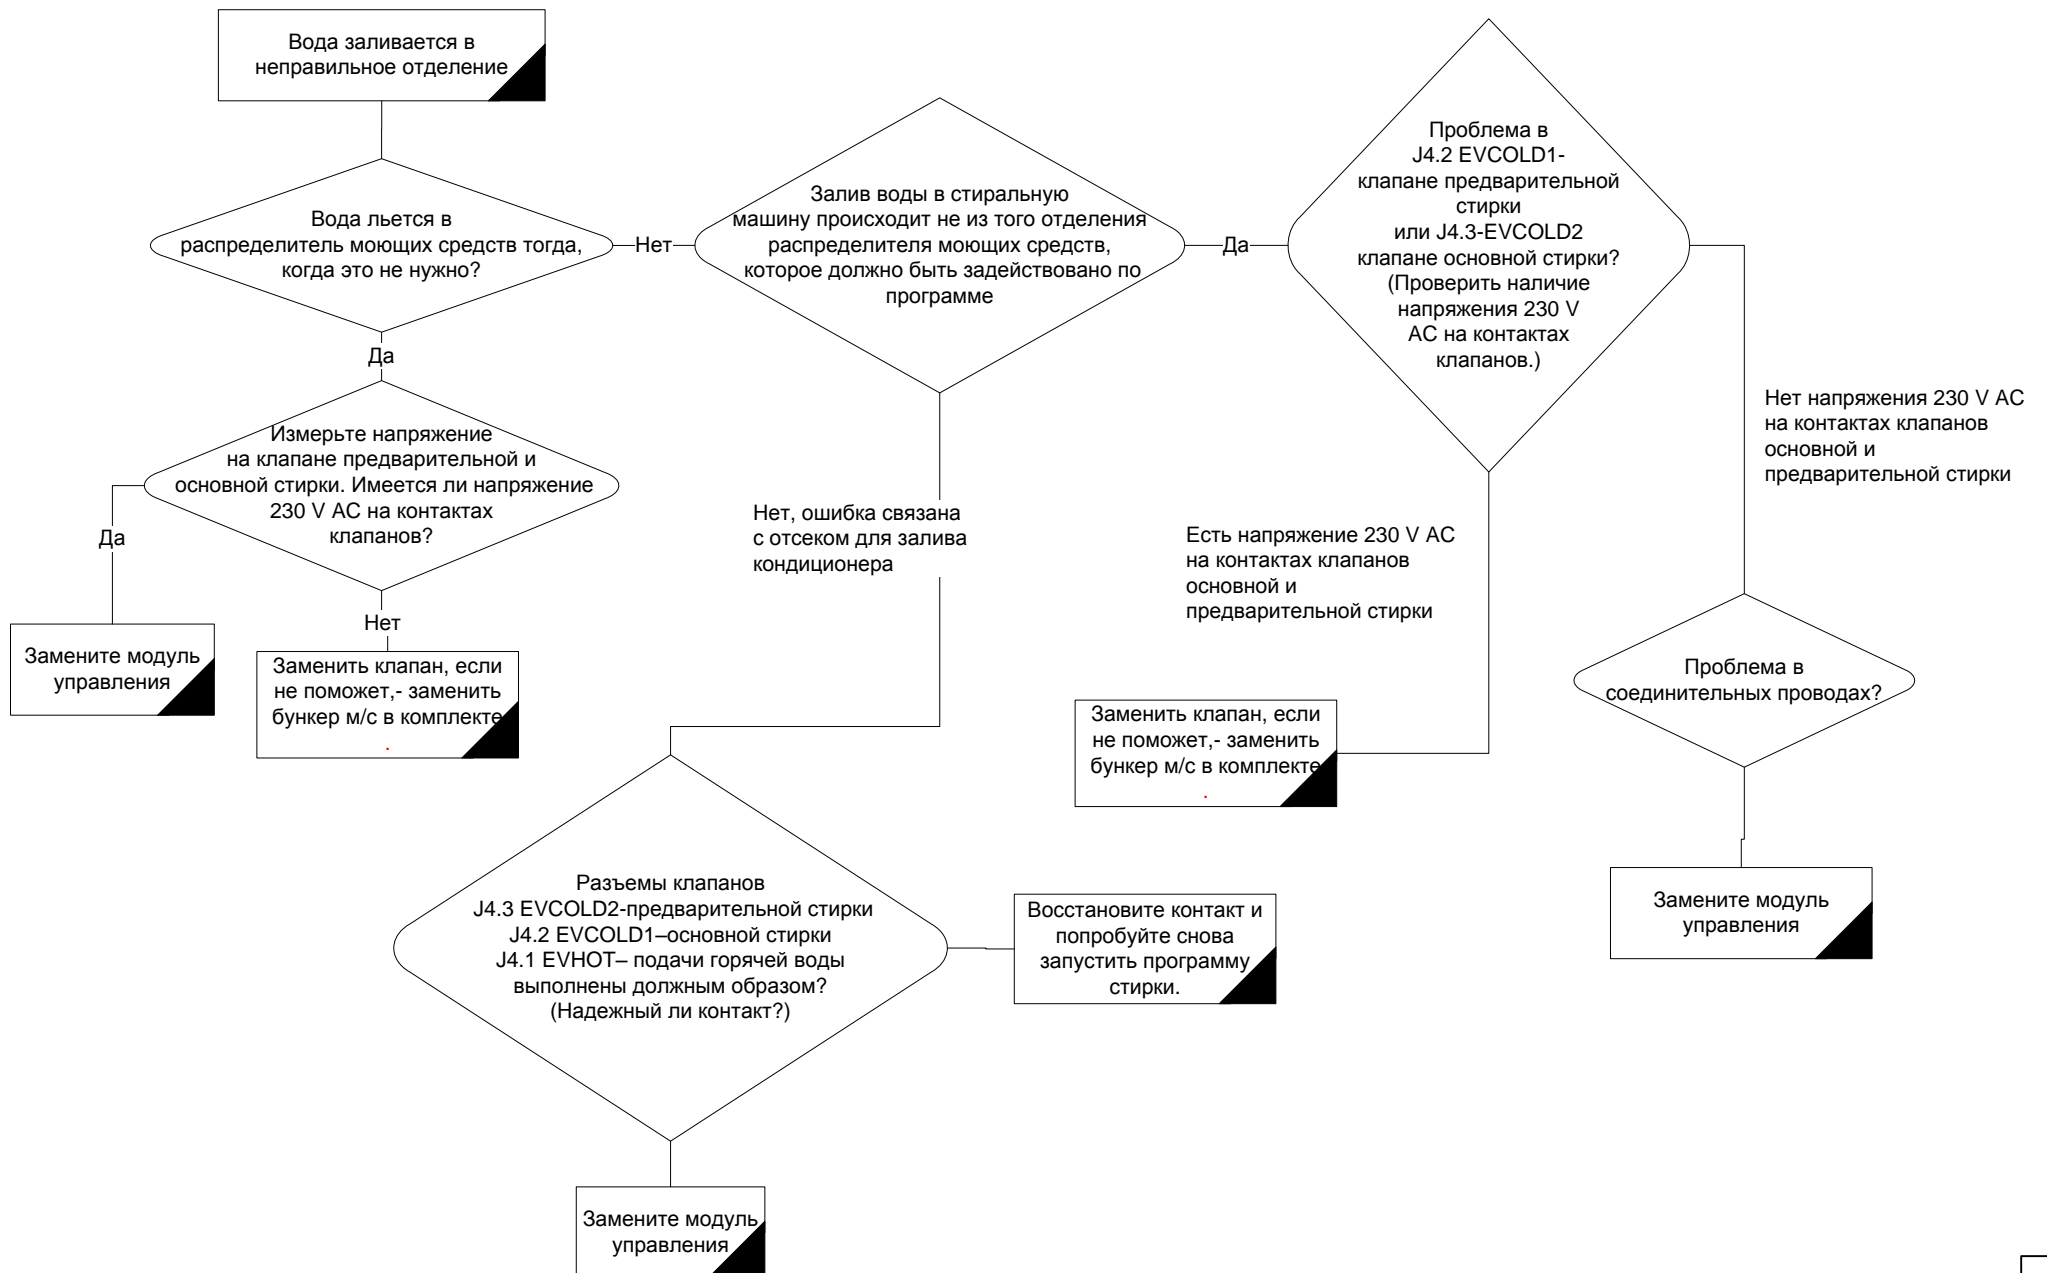 Вода заливается в
неправильное отделение
Вода льется в
распределитель моющих средств тогда,
когда это не нужно?
Нет
Залив воды в стиральную
машину происходит не из того отделения
распределителя моющих средств,
которое должно быть задействовано по
программе
Да
Проблема в
J4.2 EVCOLD1-
клапане предварительной
стирки
или J4.3-EVCOLD2
клапане основной стирки?
(Проверить наличие
напряжения 230 V
AC на контактах
клапанов.)
Да
Измерьте напряжение
на клапане предварительной и
основной стирки. Имеется ли напряжение
230 V AC на контактах
клапанов?
Да
Нет
Замените модуль
управления
Заменить клапан, если
не поможет,- заменить
бункер м/с в комплекте
.
Нет, ошибка связана
с отсеком для залива
кондиционера
Есть напряжение 230 V AC
на контактах клапанов
основной и
предварительной стирки
Нет напряжения 230 V AC
на контактах клапанов
основной и
предварительной стирки
Заменить клапан, если
не поможет,- заменить
бункер м/с в комплекте
.
Проблема в
соединительных проводах?
Разъемы клапанов
J4.3 EVCOLD2-предварительной стирки
J4.2 EVCOLD1–основной стирки
J4.1 EVHOT– подачи горячей воды
выполнены должным образом?
(Надежный ли контакт?)
Восстановите контакт и
попробуйте снова
запустить программу
стирки.
Замените модуль
управления
Замените модуль
управления